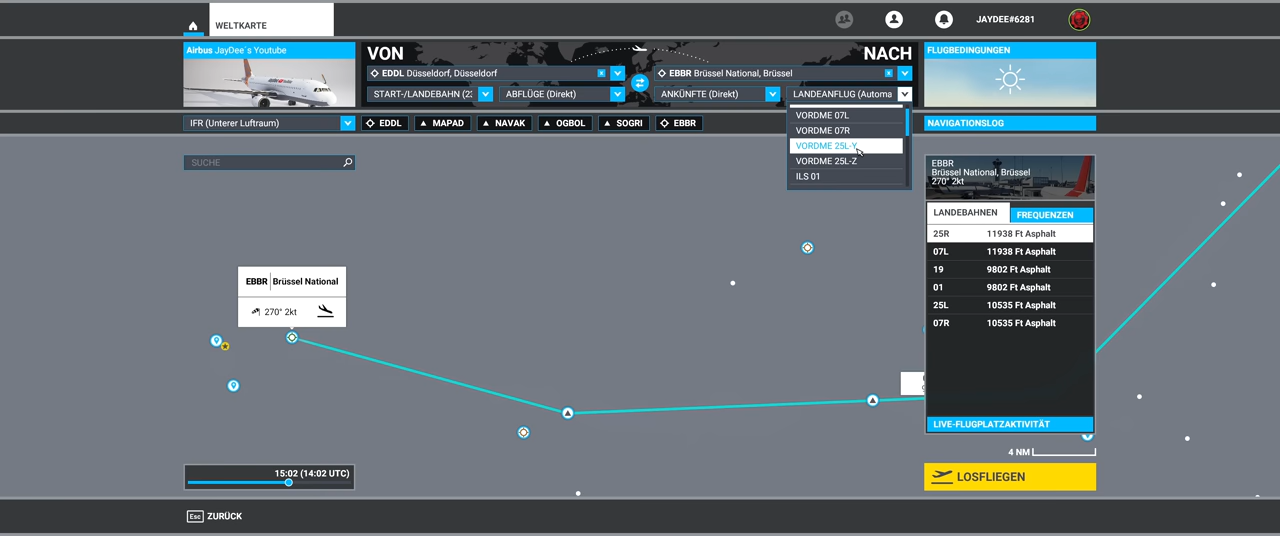 WELTKARTE
JAYDEE#6281
Airbus JayDee´s Youtube
VON
NACH
FLUGBEDINGUNGEN
EDDL Düsseldorf, Düsseldorf
EBBR Brüssel National, Brüssel
START-/LANDEBAHN (2
ABFLÜGE (Direkt)
ANKÜNFTE (Direkt)
LANDEANFLUG (Automa
IFR (Unterer Luftraum)
EDDL
MAPAD
NAVAK
OGBOL
SOGRI
EBBR
VORDME 07L
VORDME 07R
VORDME 25L-Y
VORDME 25L-Z
ILS 01
NAVIGATIONSLOG
SUCHE
EBBR
Brüssel National, Brüssel
270° 2kt
LANDEBAHNEN
FREQUENZEN
25R 11938 Ft Asphalt
07L 11938 Ft Asphalt
19 9802 Ft Asphalt
01 9802 Ft Asphalt
25L 10535 Ft Asphalt
07R 10535 Ft Asphalt
EBBR Brüssel National
270° 2kt
LIVE-FLUGPLATZAKTIVITÄT
4 NM
15:02 (14:02 UTC)
LOSFLIEGEN
Esc ZURÜCK